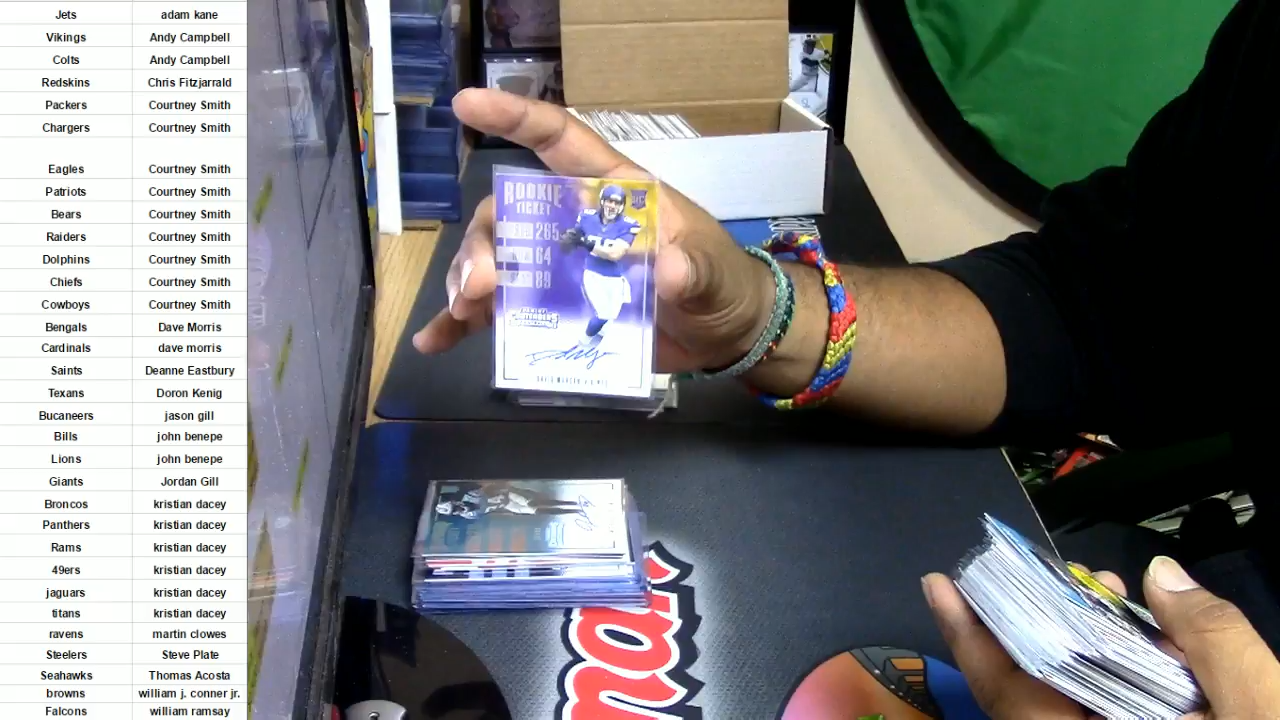 Jets adam kane
Vikings Andy Campbell
Colts Andy Campbell
Redskins Chris Fitzjarrald
Packers Courtney Smith
Chargers Courtney Smith
Eagles Courtney Smith
Patriots Courtney Smith
Bears Courtney Smith
Raiders Courtney Smith
Dolphins Courtney Smith
Chiefs Courtney Smith
Cowboys Courtney Smith
Bengals Dave Morris
Cardinals dave morris
Saints Deanne Eastbury
Texans Doron Kenig
Bucaneers jason gill
Bills john benepe
Lions john benepe
Giants Jordan Gill
Broncos kristian dacey
Panthers kristian dacey
Rams kristian dacey
49ers kristian dacey
jaguars kristian dacey
titans kristian dacey
ravens martin clowes
Steelers Steve Plate
Seahawks Thomas Acosta
browns william j. conner jr.
Falcons william ramsay
ROOKIE
TICKET
265
64
89